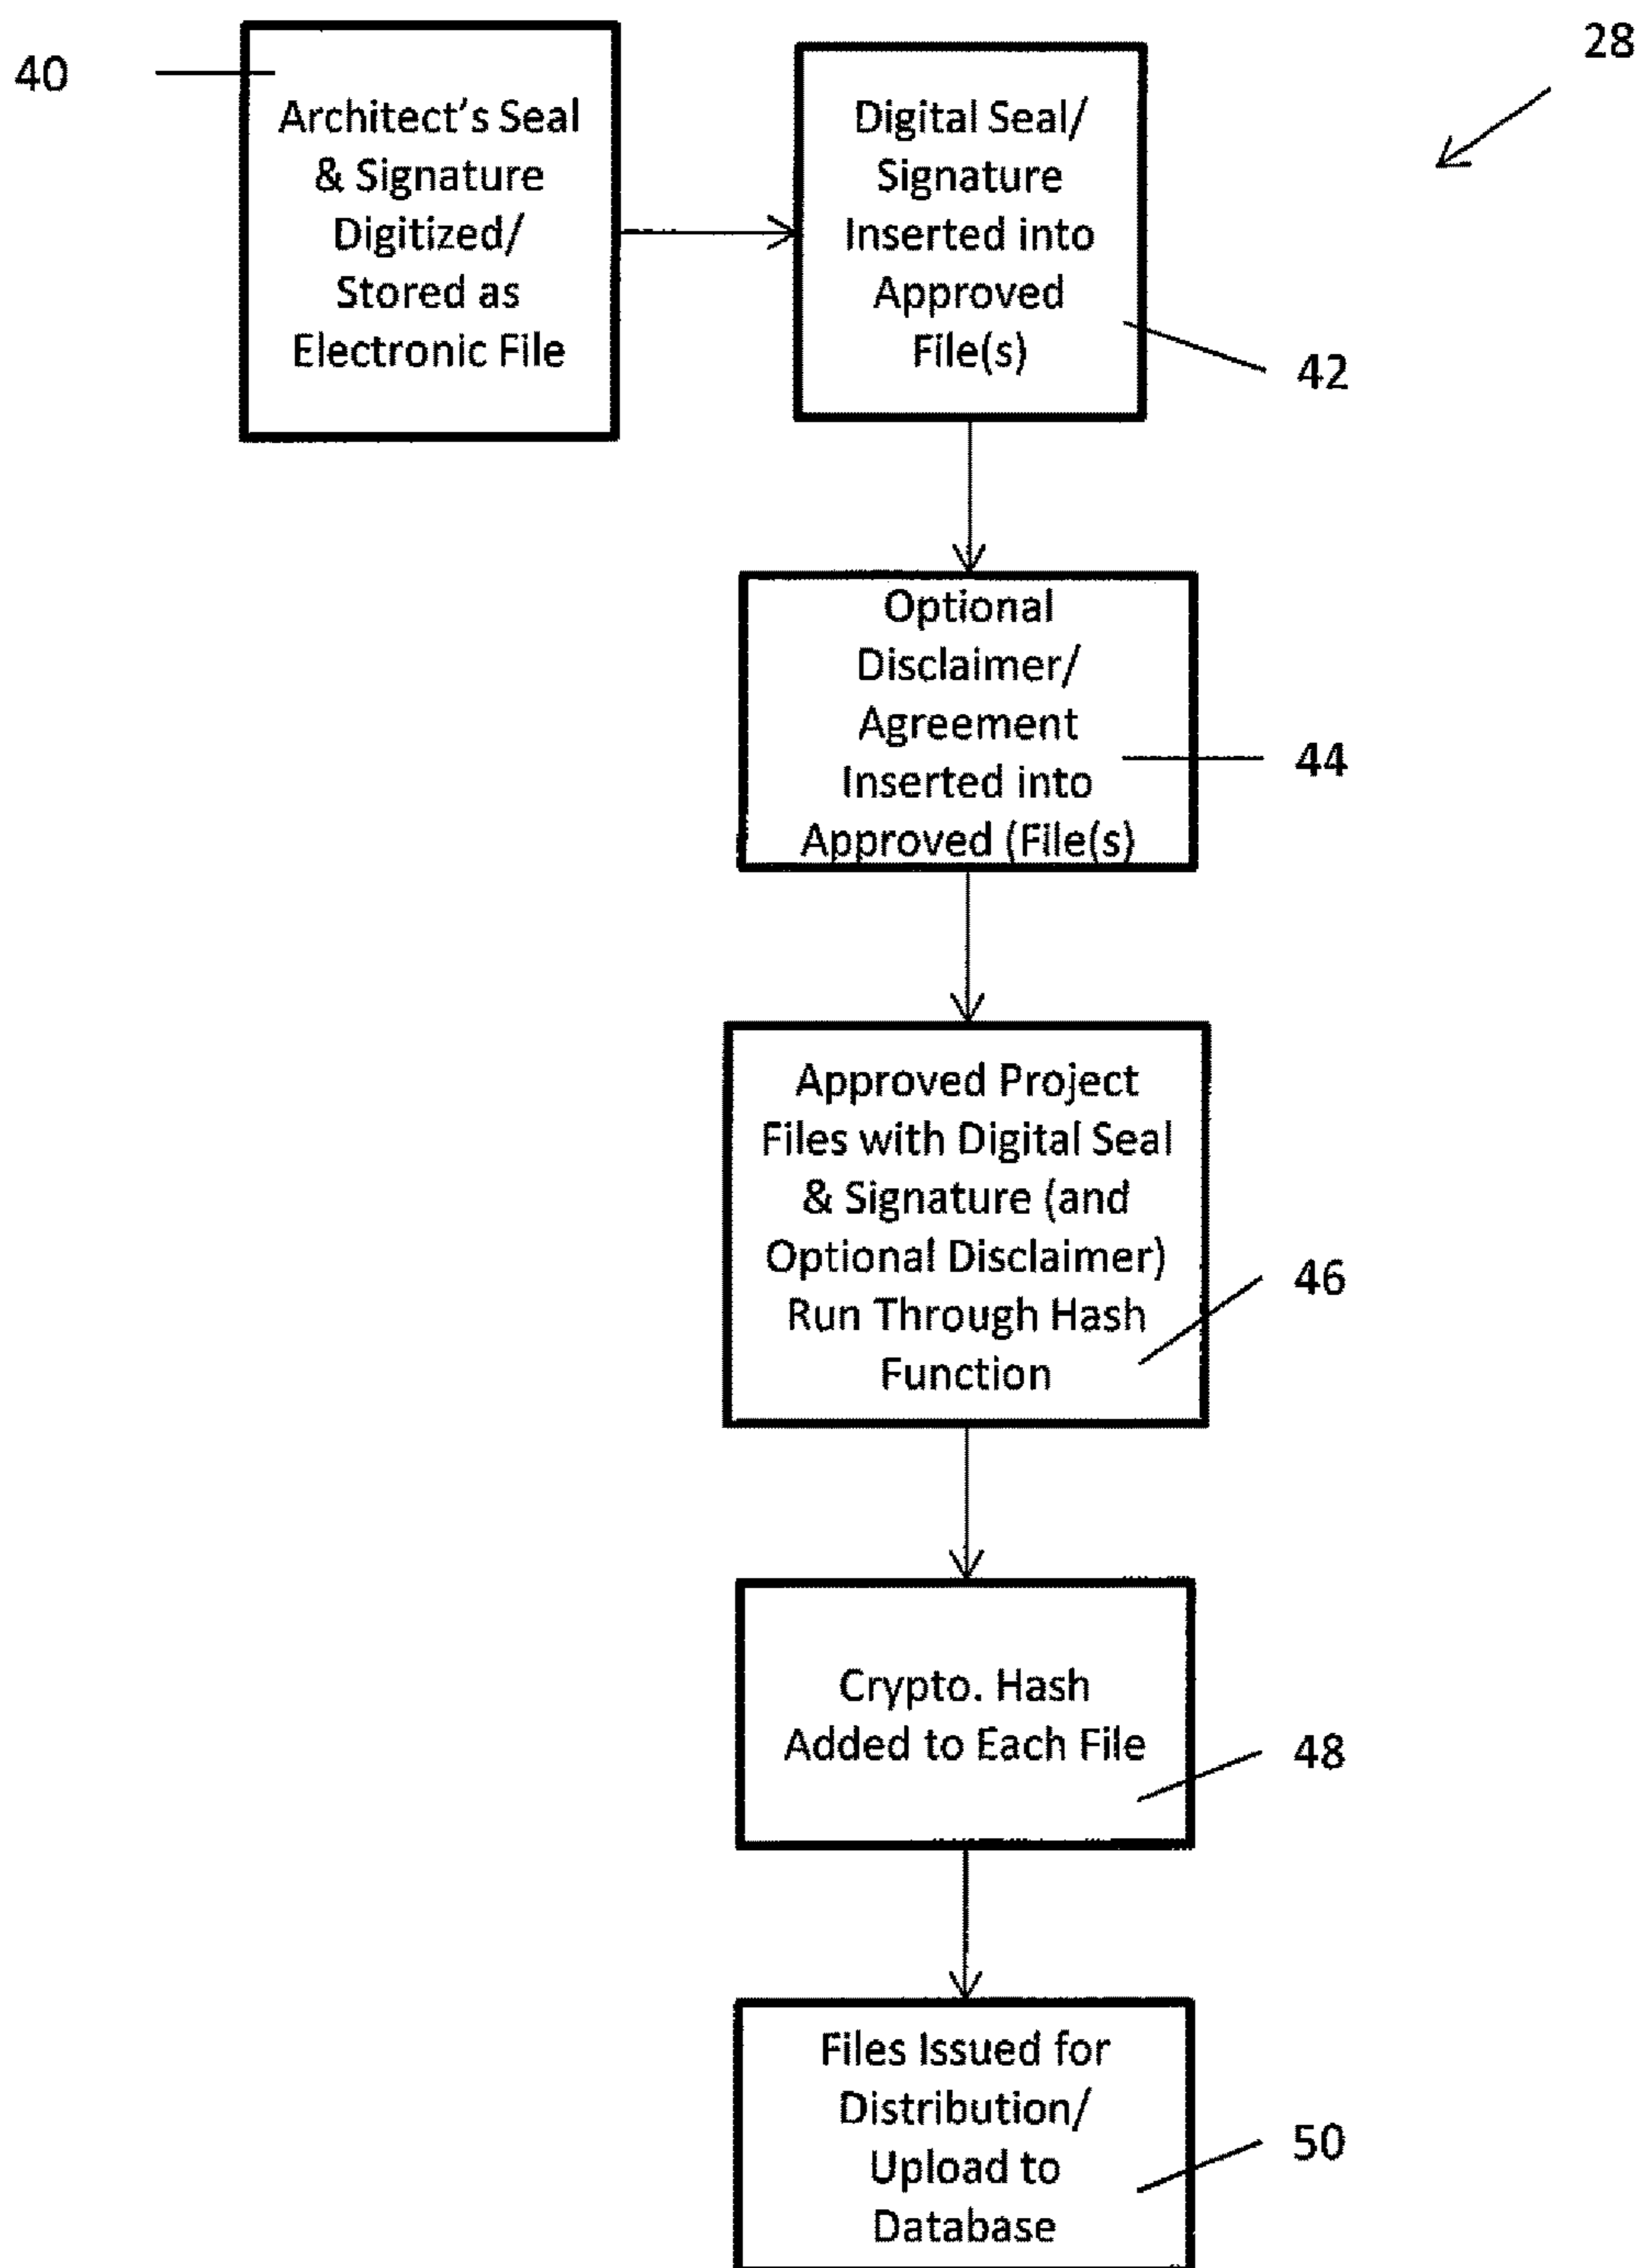 28
40
Architect's Seal
& Signature
Digitized/
Stored as
Electronic File
Digital Seal/
Signature
Inserted into
Approved
File(s)
42
Optional
Disclaimer/
Agreement
Inserted into
Approved (File(s)
44
Approved Project
Files with Digital Seal
& Signature (and
Optional Disclaimer)
Run Through Hash
Function
46
Crypto. Hash
Added to Each File
48
Files Issued for
Distribution/
Upload to
Database
50